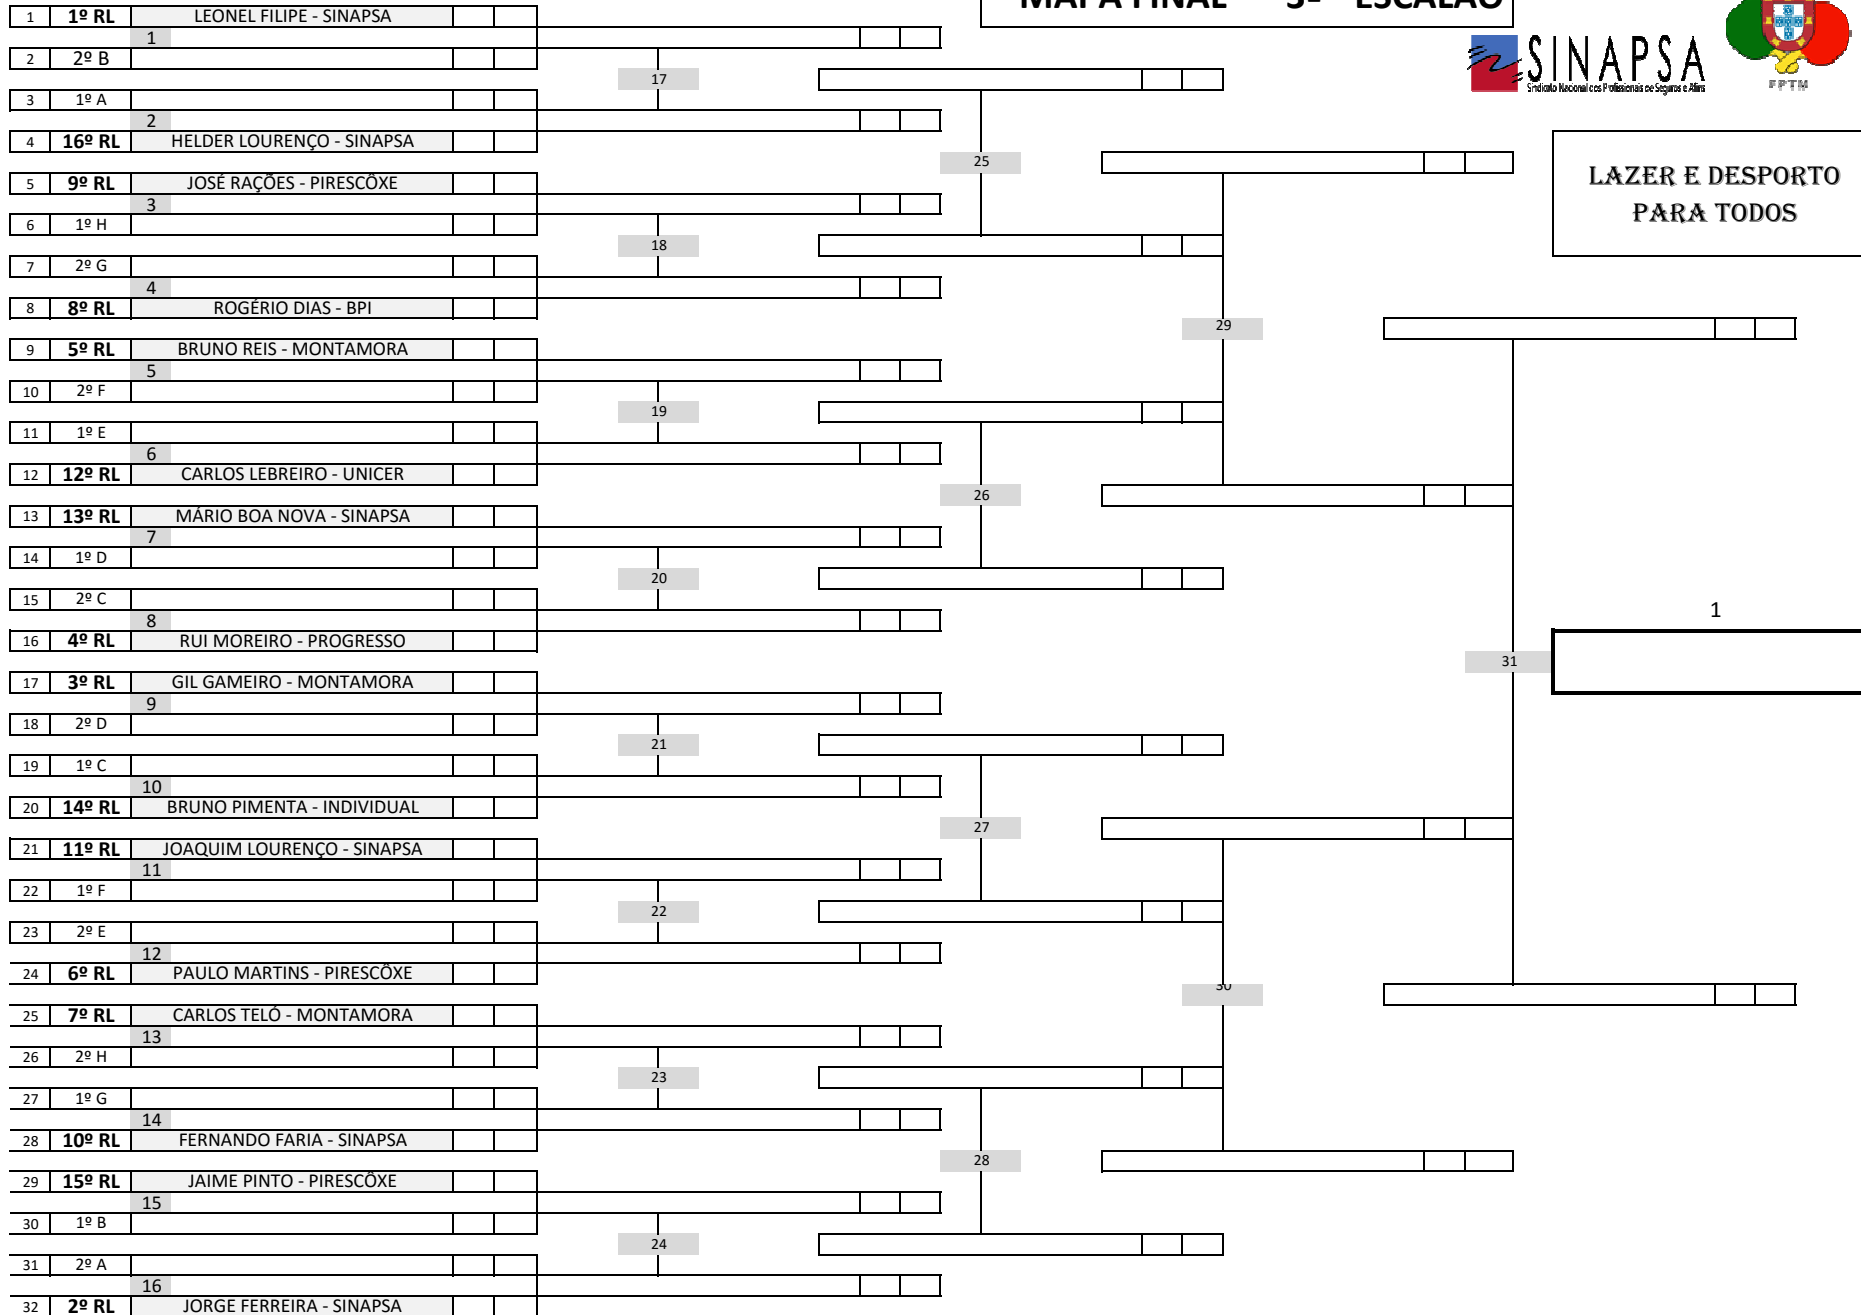 MAPA FINAL 3º ESCALÃO
SINAPSA
Sindicato Nacional dos Profissionais de Seguros e Afins
FPTM
LAZER E DESPORTO
PARA TODOS
1 1º RL LEONEL FILIPE - SINAPSA
1
2 2º B
17
3 1º A
2
4 16º RL HELDER LOURENÇO - SINAPSA
25
5 9º RL JOSÉ RAÇÕES - PIRESCÔXE
3
6 1º H
18
7 2º G
4
8 8º RL ROGÉRIO DIAS - BPI
29
9 5º RL BRUNO REIS - MONTAMORA
5
10 2º F
19
11 1º E
6
12 12º RL CARLOS LEBREIRO - UNICER
26
13 13º RL MÁRIO BOA NOVA - SINAPSA
7
14 1º D
20
15 2º C
8
16 4º RL RUI MOREIRO - PROGRESSO
1
31
17 3º RL GIL GAMEIRO - MONTAMORA
9
18 2º D
21
19 1º C
10
20 14º RL BRUNO PIMENTA - INDIVIDUAL
27
21 11º RL JOAQUIM LOURENÇO - SINAPSA
11
22 1º F
22
23 2º E
12
24 6º RL PAULO MARTINS - PIRESCÔXE
30
25 7º RL CARLOS TELÓ - MONTAMORA
13
26 2º H
23
27 1º G
14
28 10º RL FERNANDO FARIA - SINAPSA
28
29 15º RL JAIME PINTO - PIRESCÔXE
15
30 1º B
24
31 2º A
16
32 2º RL JORGE FERREIRA - SINAPSA